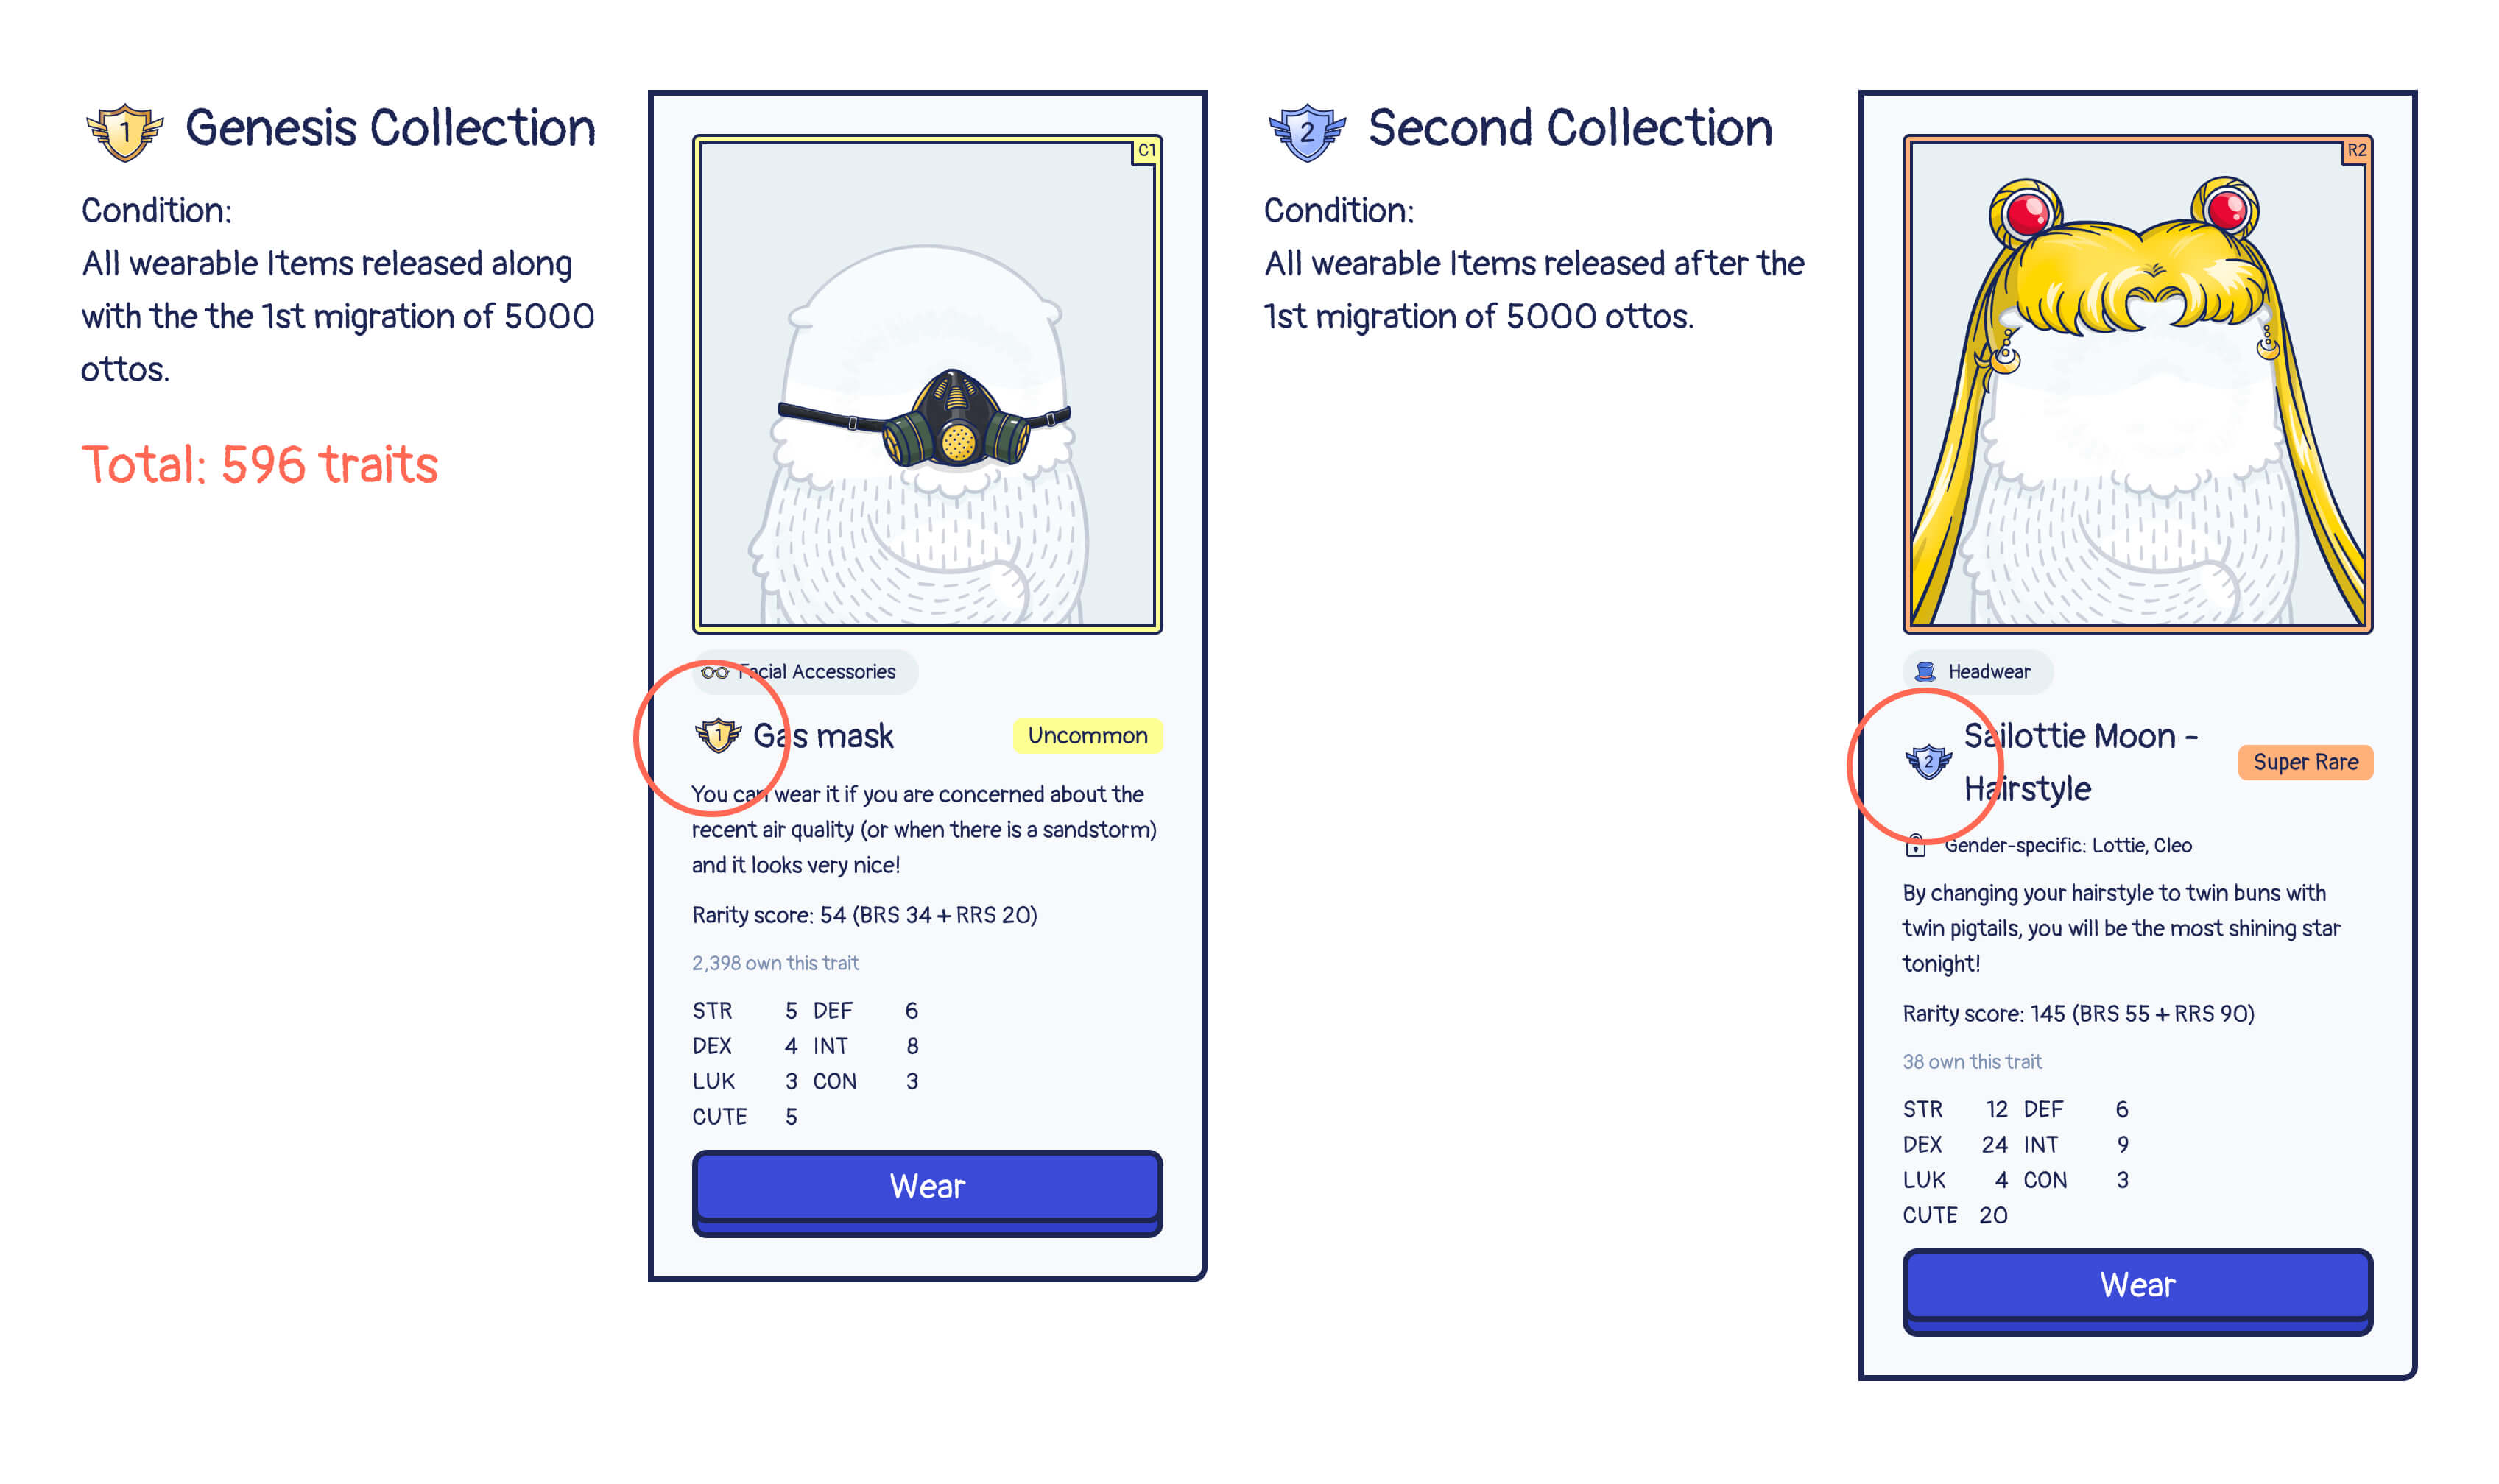 1 Genesis Collection
Condition:
All wearable Items released along
with the the 1st migration of 5000
ottos.
Total: 596 traits
C1
Facial Accessories
1 Gas mask Uncommon
You can wear it if you are concerned about the
recent air quality (or when there is a sandstorm)
and it looks very nice!
Rarity score: 54 (BRS 34 + RRS 20)
2,398 own this trait
STR 5 DEF 6
DEX 4 INT 8
LUK 3 CON 3
CUTE 5
Wear
2 Second Collection
Condition:
All wearable Items released after the
1st migration of 5000 ottos.
R2
Headwear
2 Sailottie Moon -
Hairstyle
Super Rare
Gender-specific: Lottie, Cleo
By changing your hairstyle to twin buns with
twin pigtails, you will be the most shining star
tonight!
Rarity score: 145 (BRS 55 + RRS 90)
38 own this trait
STR 12 DEF 6
DEX 24 INT 9
LUK 4 CON 3
CUTE 20
Wear